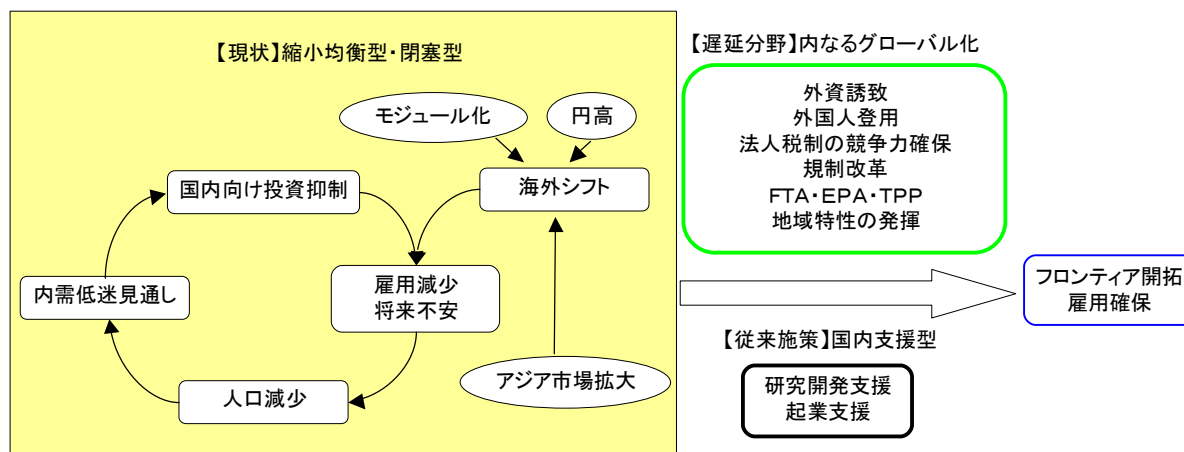 【現状】縮小均衡型・閉塞型
モジュール化
円高
国内向け投資抑制
海外シフト
内需低迷見通し
雇用減少
将来不安
人口減少
アジア市場拡大
【遅延分野】内なるグローバル化
外資誘致
外国人登用
法人税制の競争力確保
規制改革
FTA・EPA・TPP
地域特性の発揮
フロンティア開拓
雇用確保
【従来施策】国内支援型
研究開発支援
起業支援